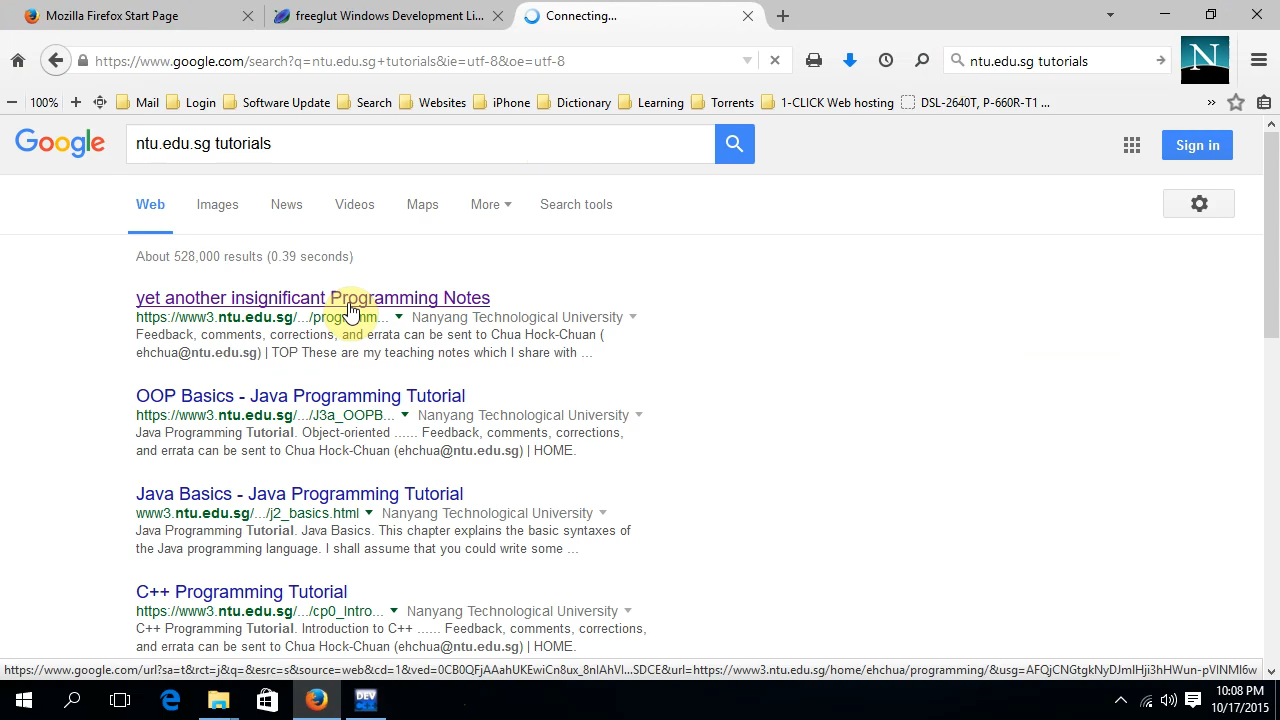 Mozilla Firefox Start Page
freeglut Windows Development Li...
Connecting...
https://www.google.com/search?q=ntu.edu.sg+tutorials&ie=utf-8&oe=utf-8
ntu.edu.sg tutorials
N
100%
Mail
Login
Software Update
Search
Websites
iPhone
Dictionary
Learning
Torrents
1-CLICK Web hosting
DSL-2640T, P-660R-T1 ...
Google
ntu.edu.sg tutorials
Sign in
Web
Images
News
Videos
Maps
More
Search tools
About 528,000 results (0.39 seconds)
yet another insignificant Programming Notes
https://www3.ntu.edu.sg/.../programm... Nanyang Technological University
Feedback, comments, corrections, and errata can be sent to Chua Hock-Chuan (
ehchua@ntu.edu.sg) | TOP These are my teaching notes which I share with ...
OOP Basics - Java Programming Tutorial
https://www3.ntu.edu.sg/.../J3a_OOPB... Nanyang Technological University
Java Programming Tutorial. Object-oriented ...... Feedback, comments, corrections,
and errata can be sent to Chua Hock-Chuan (ehchua@ntu.edu.sg) | HOME.
Java Basics - Java Programming Tutorial
www3.ntu.edu.sg/.../j2_basics.html Nanyang Technological University
Java Programming Tutorial. Java Basics. This chapter explains the basic syntaxes of
the Java programming language. I shall assume that you could write some ...
C++ Programming Tutorial
https://www3.ntu.edu.sg/.../cp0_Intro... Nanyang Technological University
C++ Programming Tutorial. Introduction to C++ ...... Feedback, comments, corrections,
and errata can be sent to Chua Hock-Chuan (ehchua@ntu.edu.sg) | HOME.
DEV
10:08 PM
10/17/2015